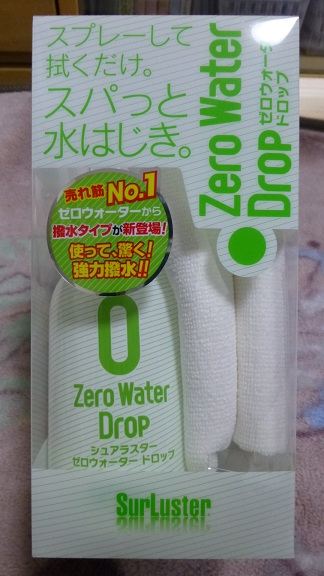 スプレーして
拭くだけ。
スパっと
水はじき。
Zero Water
Drop
ゼロウォーター
ドロップ
売れ筋No.1
ゼロウォーターから
撥水タイプが新登場!
使って、驚く!
強力撥水!!
0
Zero Water
Drop
シュアラスター
ゼロウォーター ドロップ
SurLuster